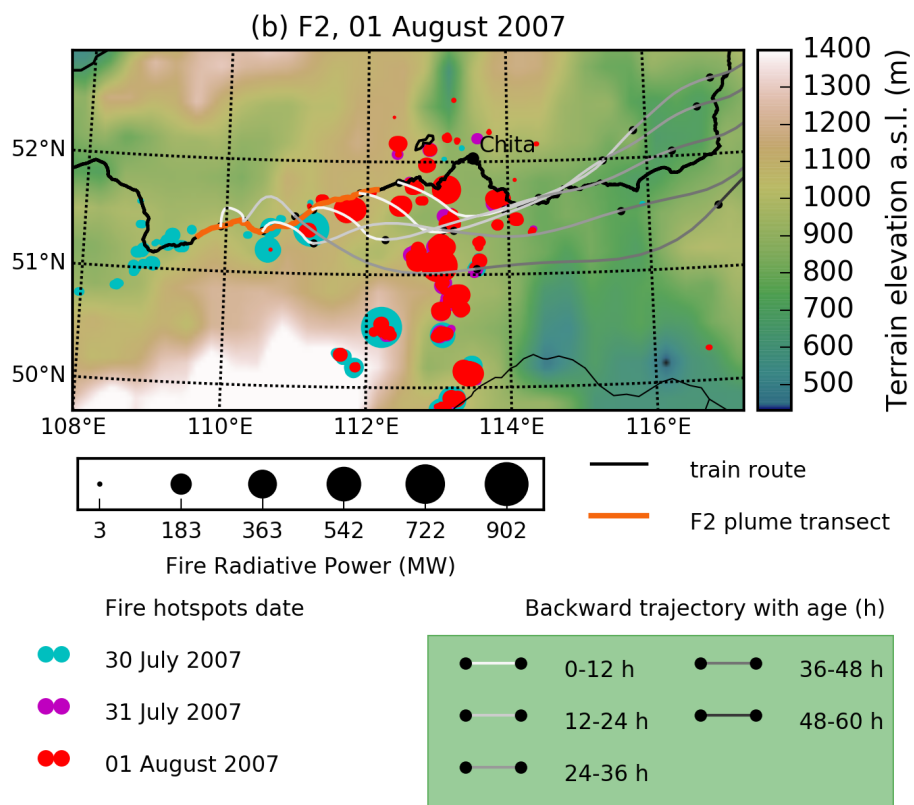 (b) F2, 01 August 2007
52°N
51°N
50°N
108°E 110°E 112°E 114°E 116°E
Chita
1400
1300
1200
1100
1000
900
800
700
600
500
Terrain elevation a.s.l. (m)
3 183 363 542 722 902
Fire Radiative Power (MW)
train route
F2 plume transect
Fire hotspots date
30 July 2007
31 July 2007
01 August 2007
Backward trajectory with age (h)
0-12 h
12-24 h
24-36 h
36-48 h
48-60 h